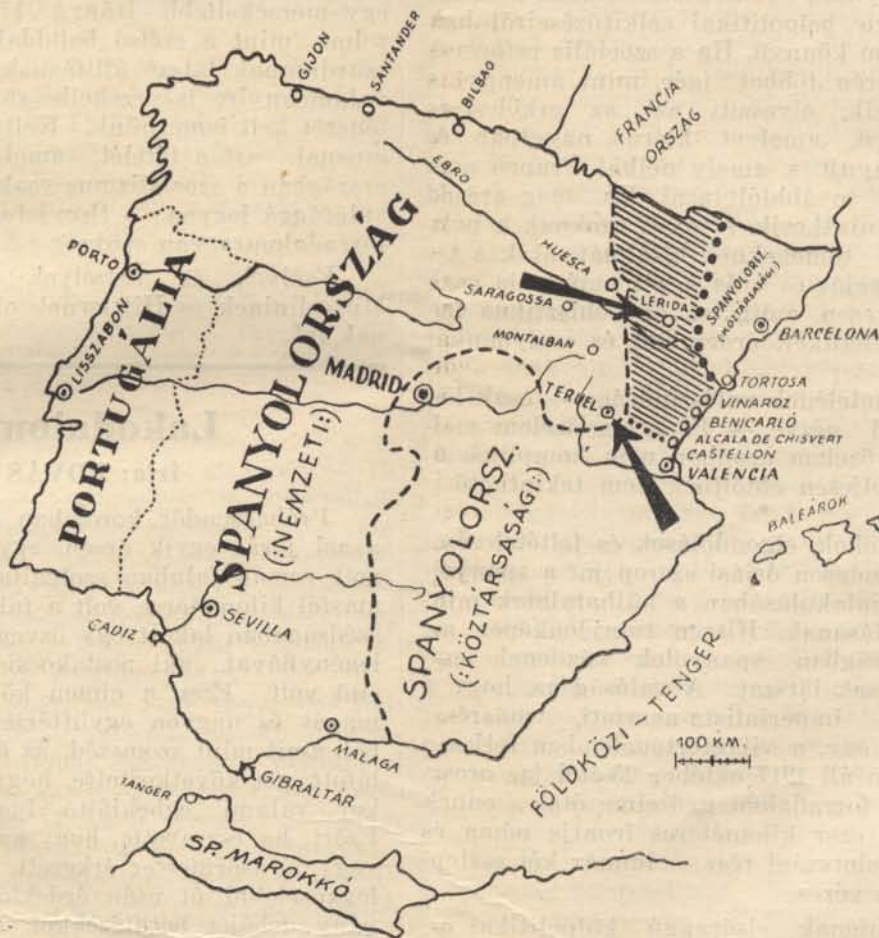 GIJON
SANTANDER
BILBAO
FRANCIA
ORSZÁG
EBRO
HUESCA
SARAGOSSA
LERIDA
SPANYOLORSZ.
(KÖZTÁRSASÁGI)
BARCELONA
MONTALBAN
PORTO
PORTUGÁLIA
LISSZABON
SPANYOLORSZÁG
(:NEMZETI:)
MADRID
TERUEL
TORTOSA
VINAROZ
BENICARLÓ
ALCALA DE CHISVERT
CASTELLON
VALENCIA
SPANYOLORSZ.
(:KÖZTÁRSASÁGI:)
BALEÁROK
SEVILLA
CADIZ
MALAGA
GIBRALTÁR
FÖLDKÖZI-TENGER
100 KM.
TANGER
SP. MAROKKÓ